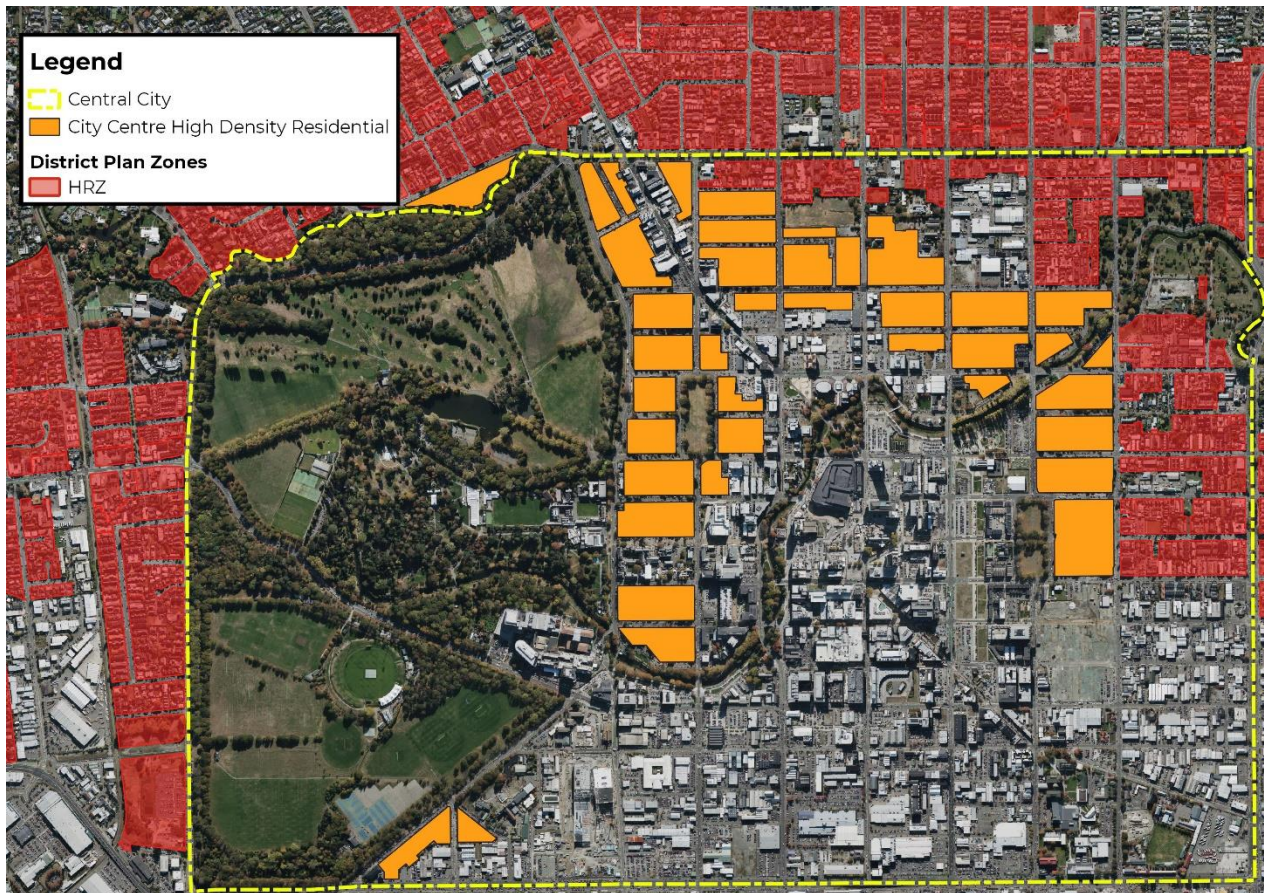 Legend
Central City
City Centre High Density Residential
District Plan Zones
HRZ